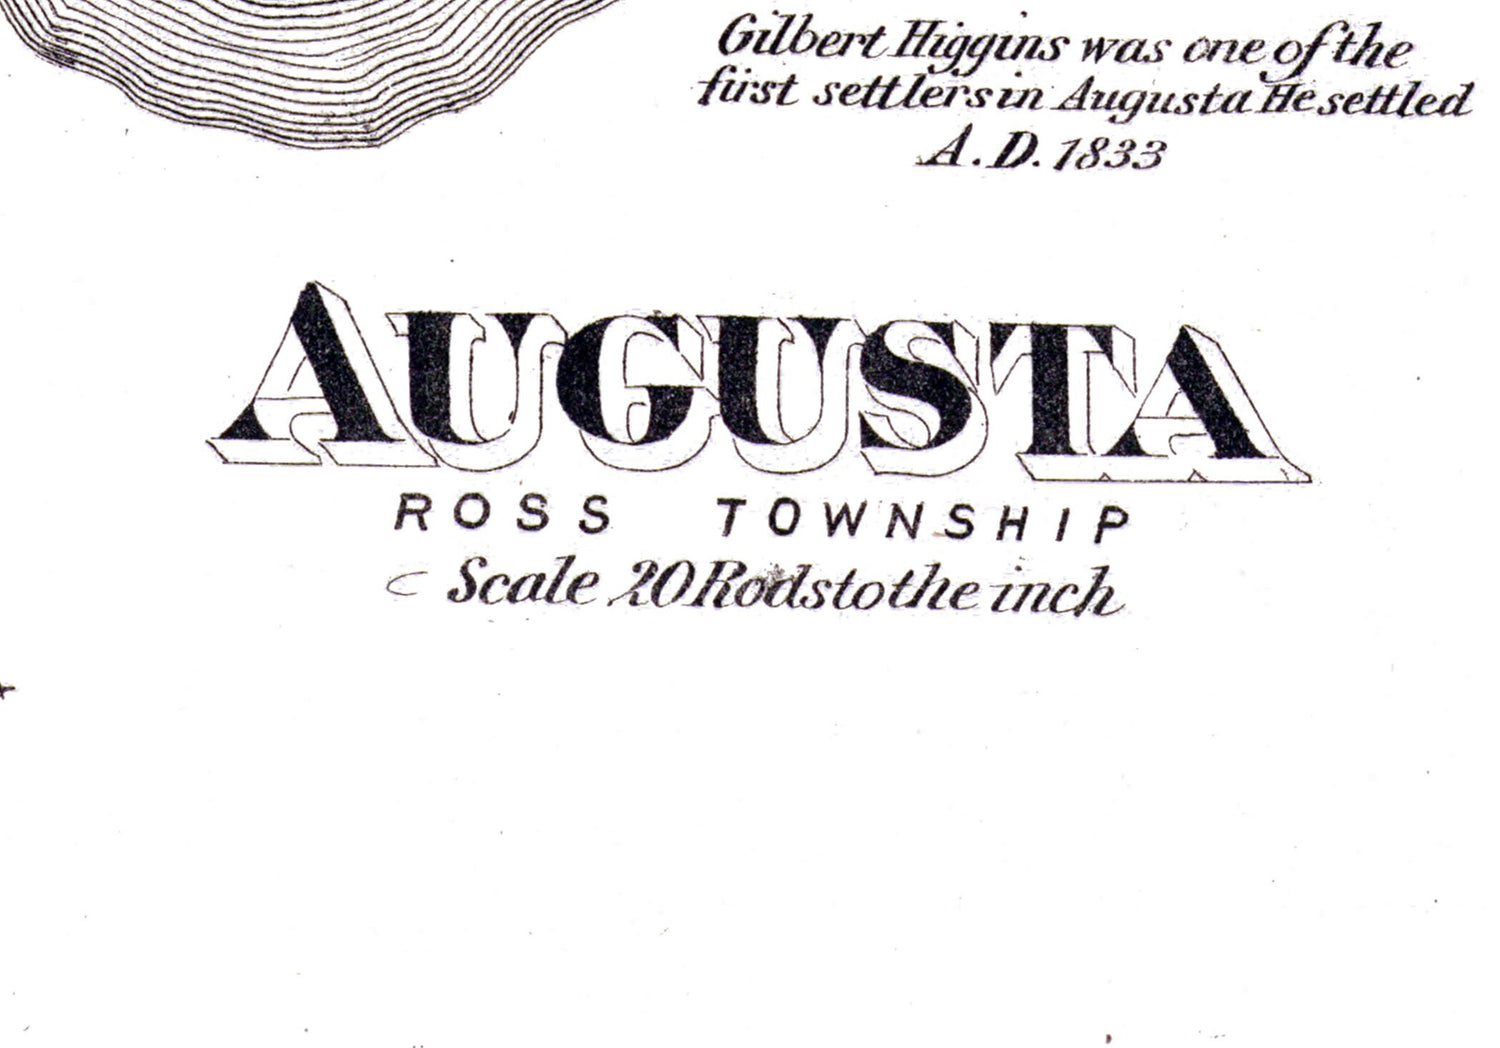 Gilbert Higgins was one of the
first settlers in Augusta He settled
A.D. 1833
AUGUSTA
ROSS TOWNSHIP
Scale 20 Rods to the inch